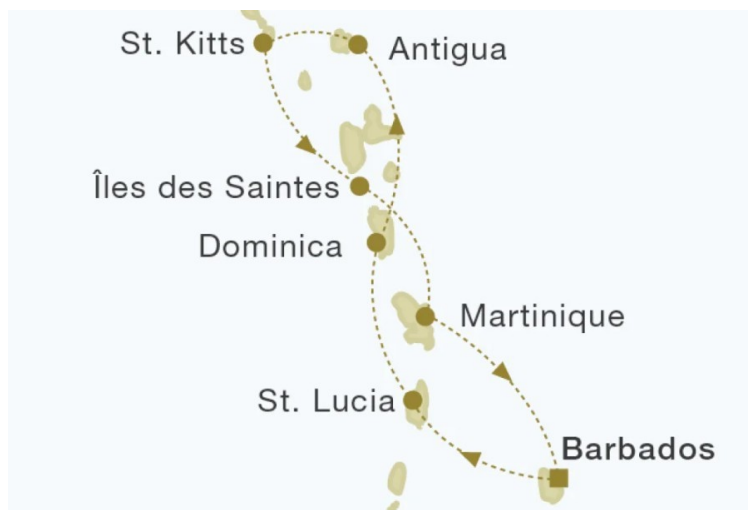 St. Kitts
Antigua
Îles des Saintes
Dominica
Martinique
St. Lucia
Barbados